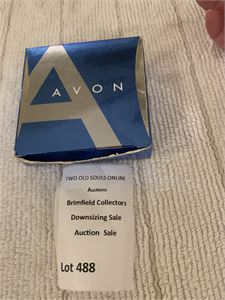 AVON
TWO OLD SOULS ONLINE
Auctions
Brimfield Collectors
Downsizing Sale
Auction Sale
Lot 488